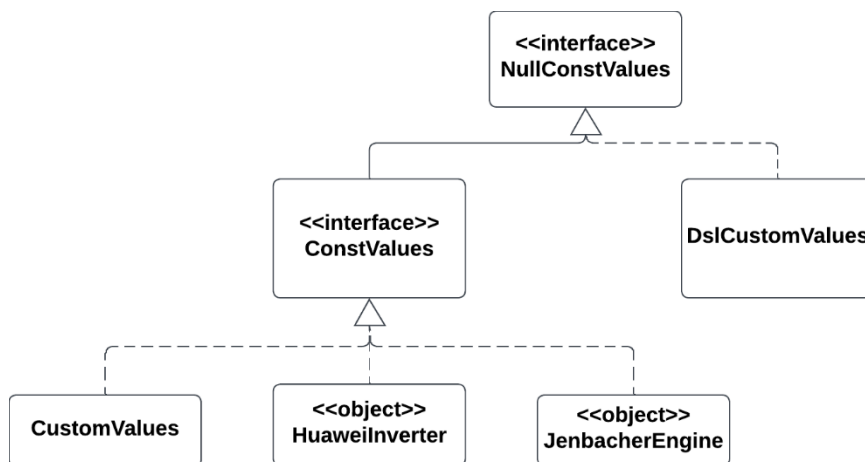 <<interface>>
NullConstValues
<<interface>>
ConstValues
DslCustomValues
CustomValues
<<object>>
HuaweiInverter
<<object>>
JenbacherEngine